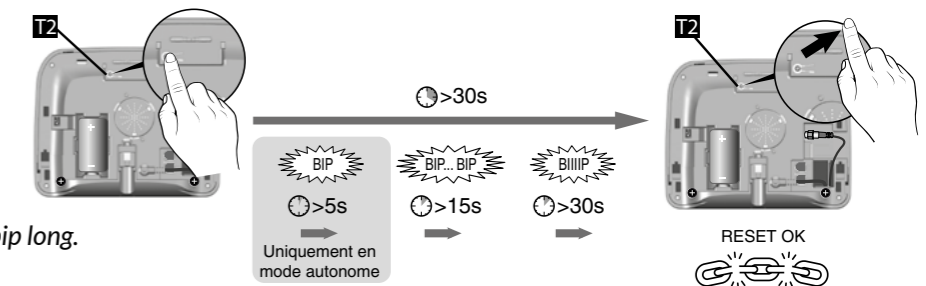 T2
T2
>30s
BIP
BIP... BIP
BIIIIP
>5s
>15s
>30s
Uniquement en
mode autonome
bip long.
RESET OK